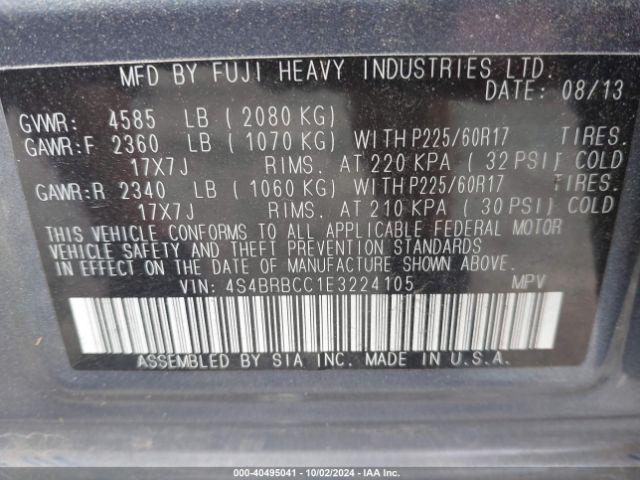 MFD BY FUJI HEAVY INDUSTRIES LTD.
DATE: 08/13
GVWR: 4585 LB ( 2080 KG)
GAWR:F 2360 LB ( 1070 KG) WITH P225/60R17 TIRES.
17X7J RIMS. AT 220 KPA ( 32 PSI) COLD
GAWR:R 2340 LB ( 1060 KG) WITH P225/60R17 TIRES.
17X7J RIMS. AT 210 KPA ( 30 PSI) COLD
THIS VEHICLE CONFORMS TO ALL APPLICABLE FEDERAL MOTOR
VEHICLE SAFETY AND THEFT PREVENTION STANDARDS
IN EFFECT ON THE DATE OF MANUFACTURE SHOWN ABOVE.
VIN: 4S4BRBCC1E3224105 MPV
ASSEMBLED BY SIA INC. MADE IN U.S.A.
000-40495041 - 10/02/2024 - IAA Inc.